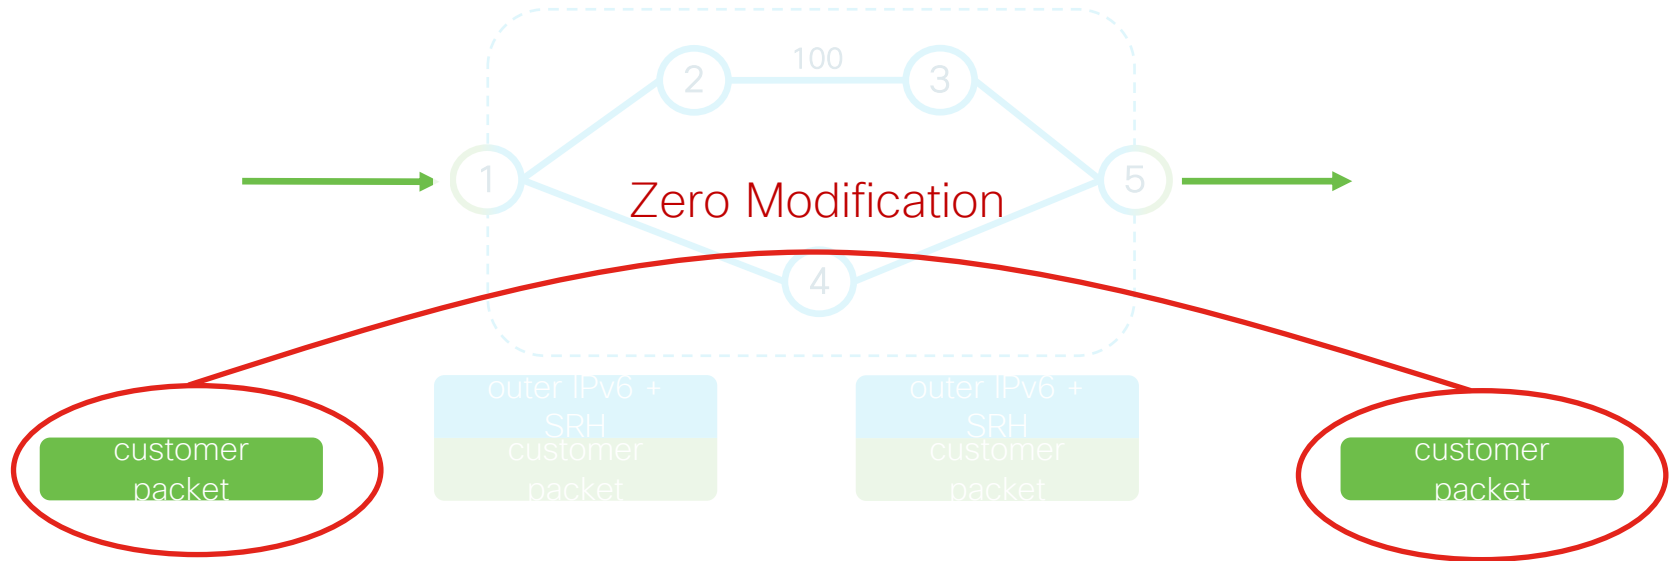 100
2
3
1
5
Zero Modification
4
outer IPv6 +
SRH
customer
packet
outer IPv6 +
SRH
customer
packet
customer
packet
customer
packet